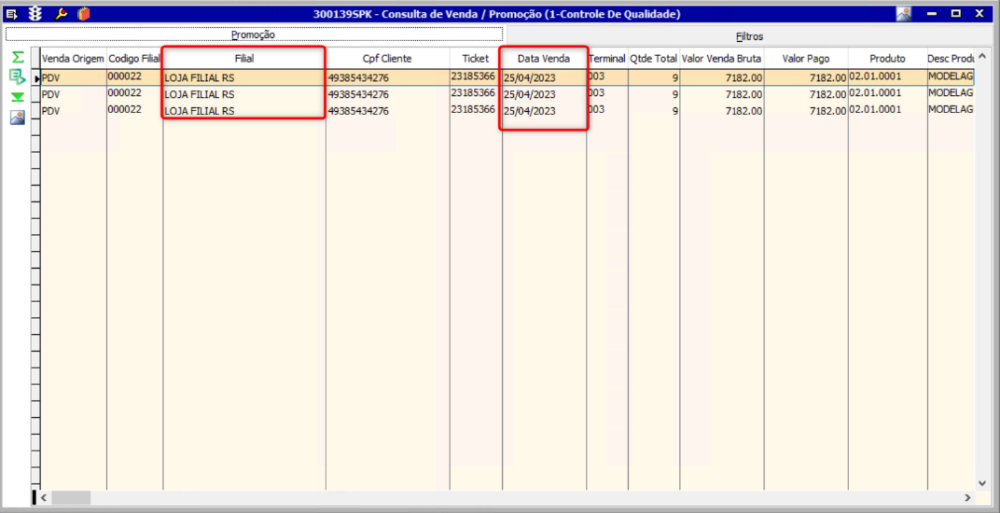 300139SPK - Consulta de Venda / Promoção (1-Controle De Qualidade)
Promoção Filtros
Venda Origem Codigo Filial Filial Cpf Cliente Ticket Data Venda Terminal Qtde Total Valor Venda Bruta Valor Pago Produto Desc Produ
PDV 000022 LOJA FILIAL RS 49385434276 23185366 25/04/2023 003 9 7182.00 7182.00 02.01.0001 MODELAG
PDV 000022 LOJA FILIAL RS 49385434276 23185366 25/04/2023 003 9 7182.00 7182.00 02.01.0001 MODELAG
PDV 000022 LOJA FILIAL RS 49385434276 23185366 25/04/2023 003 9 7182.00 7182.00 02.01.0001 MODELAG